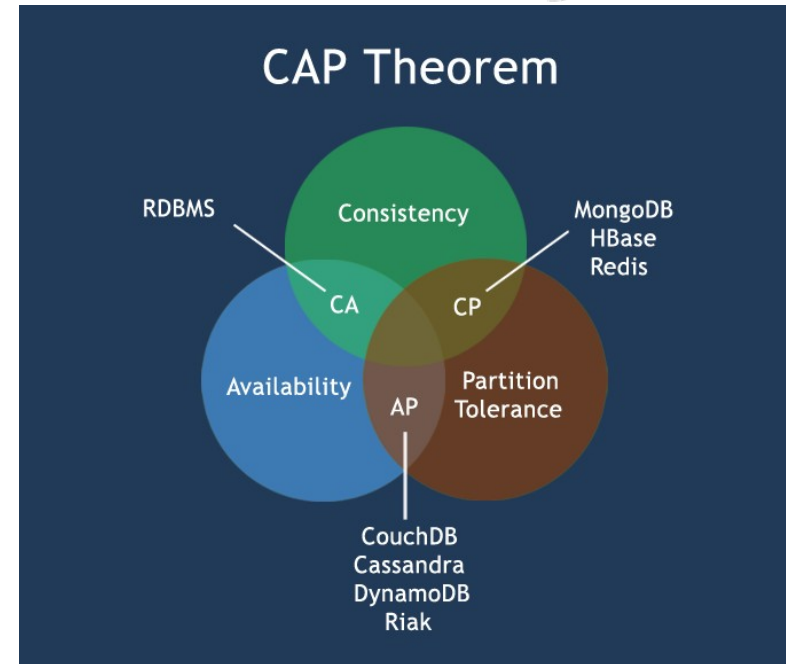 CAP Theorem
RDBMS
Consistency
MongoDB
HBase
Redis
CA
CP
Availability
Partition
Tolerance
AP
CouchDB
Cassandra
DynamoDB
Riak